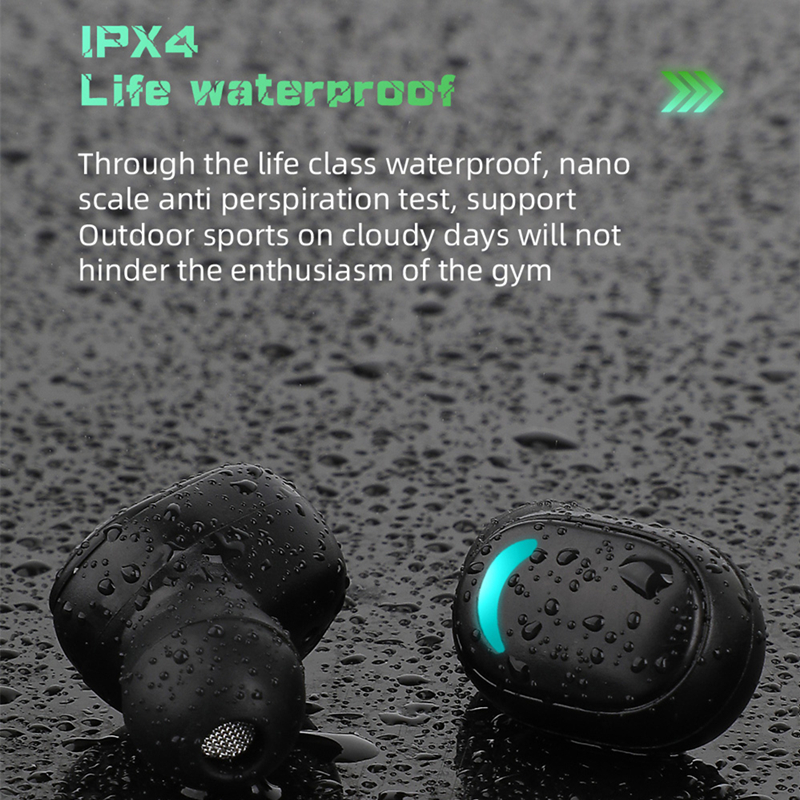 IPX4
Life waterproof
Through the life class waterproof, nano
scale anti perspiration test, support
Outdoor sports on cloudy days will not
hinder the enthusiasm of the gym